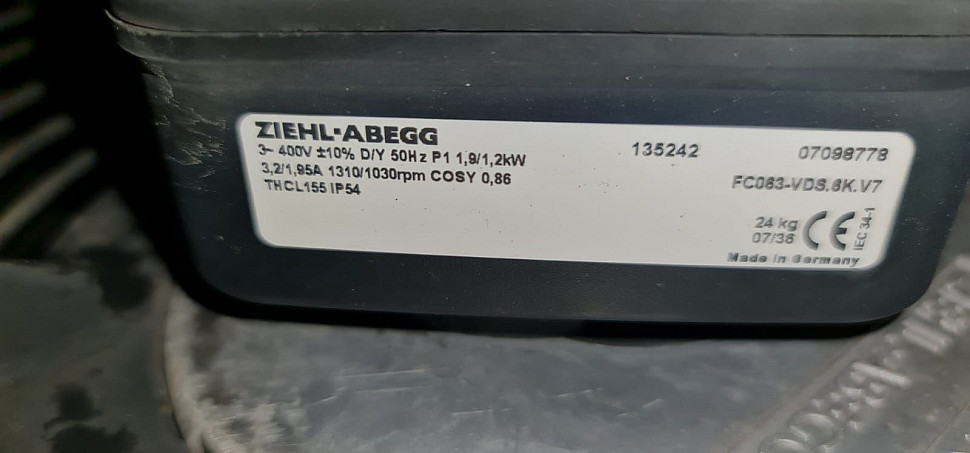 ZIEHL-ABEGG
3~ 400V ±10% D/Y 50Hz P1 1,9/1,2kW
3,2/1,95A 1310/1030rpm COSY 0,86
THCL155 IP54
135242
07098778
FC063-VDS.6K.V7
24 kg
07/38
CE
IEC 34-1
Made in Germany